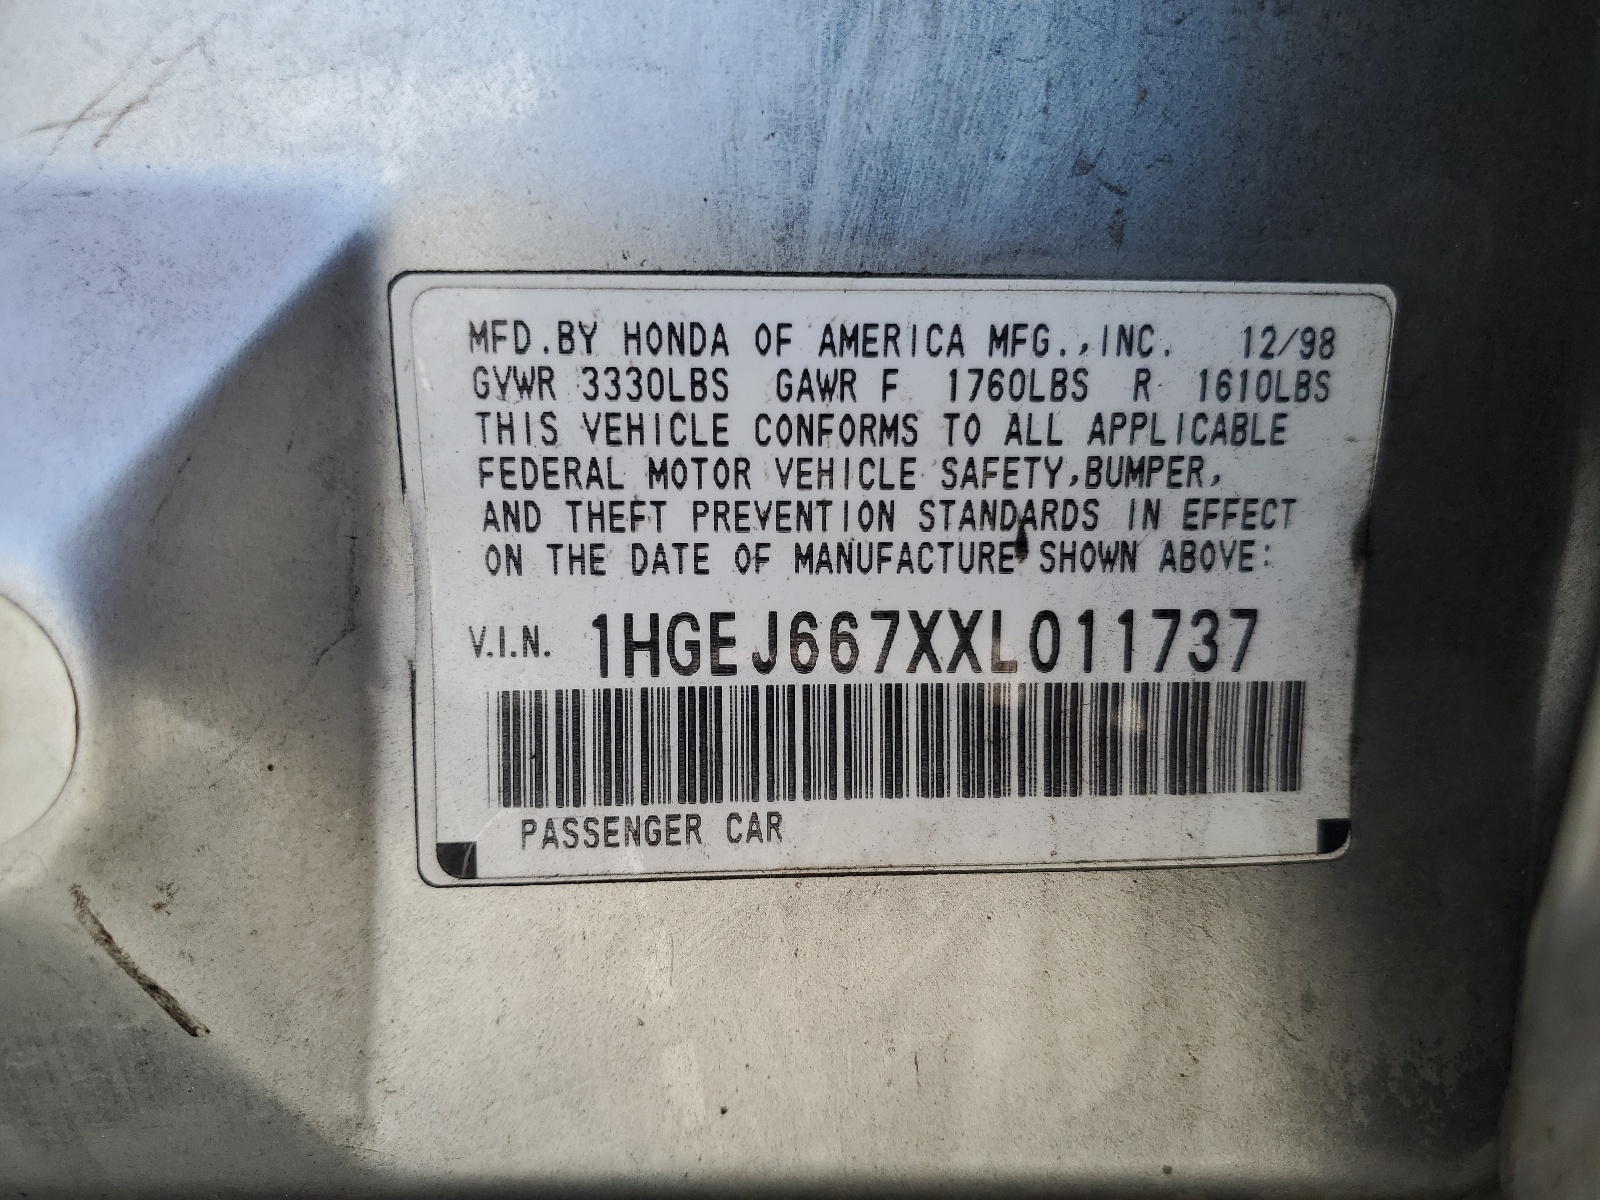 MFD.BY HONDA OF AMERICA MFG.,INC. 12/98
GVWR 3330LBS GAWR F 1760LBS R 1610LBS
THIS VEHICLE CONFORMS TO ALL APPLICABLE
FEDERAL MOTOR VEHICLE SAFETY,BUMPER,
AND THEFT PREVENTION STANDARDS IN EFFECT
ON THE DATE OF MANUFACTURE SHOWN ABOVE:
V.I.N. 1HGEJ667XXL011737
PASSENGER CAR